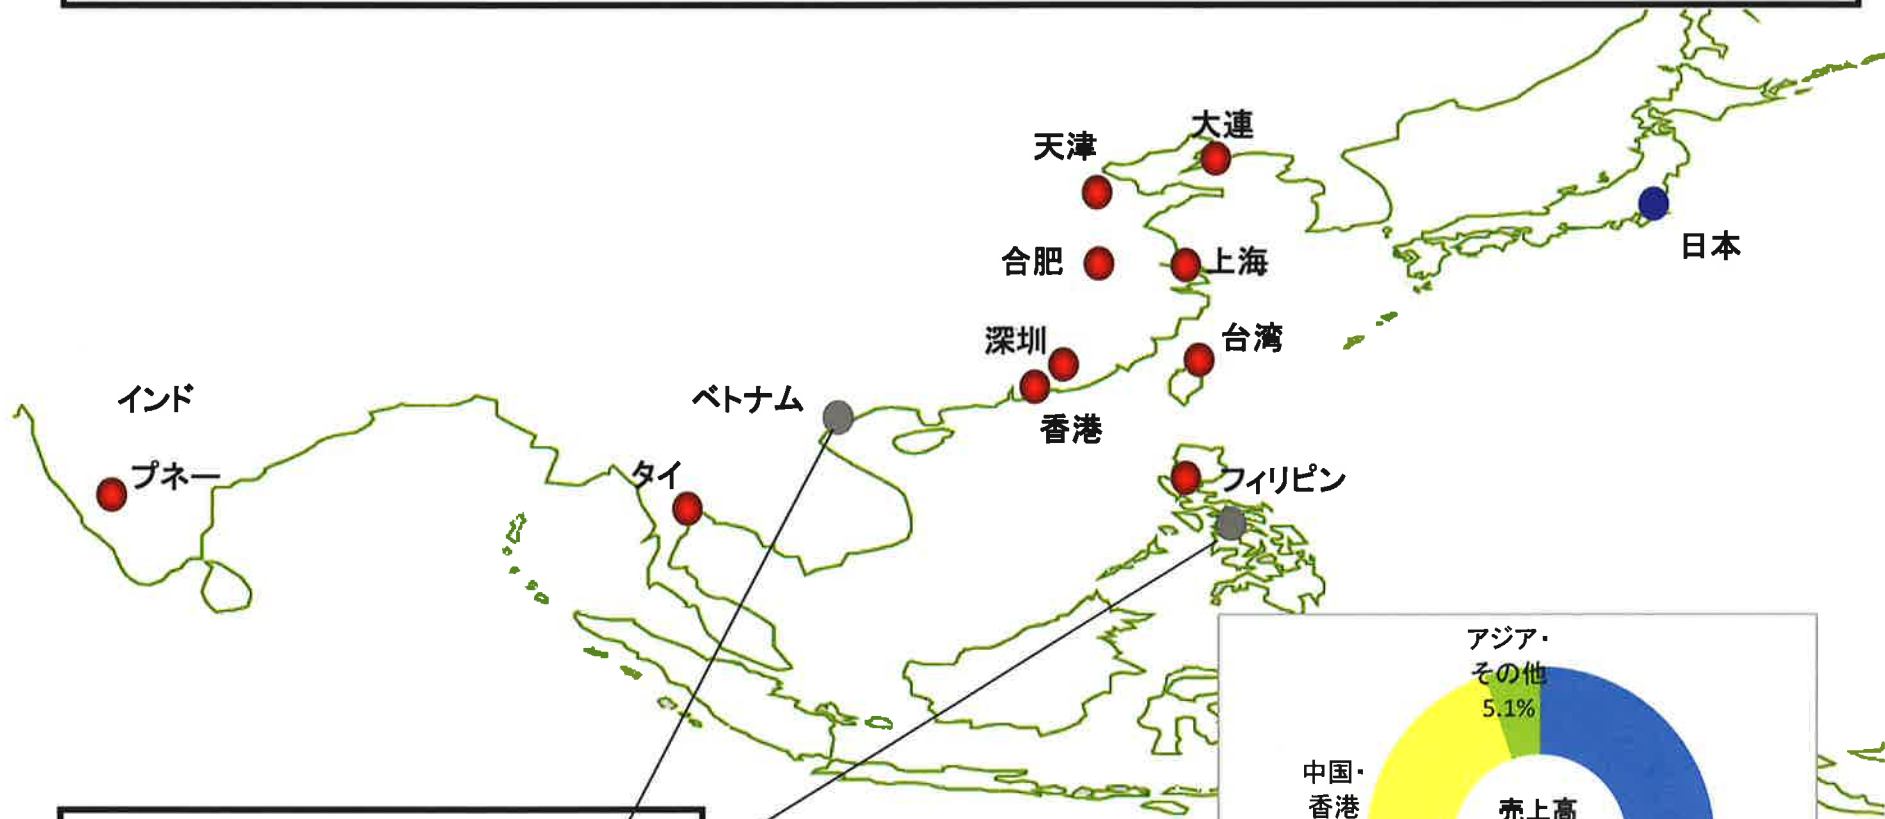 大連
天津
日本
合肥
上海
深圳
台湾
インド
ベトナム
香港
プネー
タイ
フィリピン
アジア・
その他
5.1%
中国・
香港
売上高